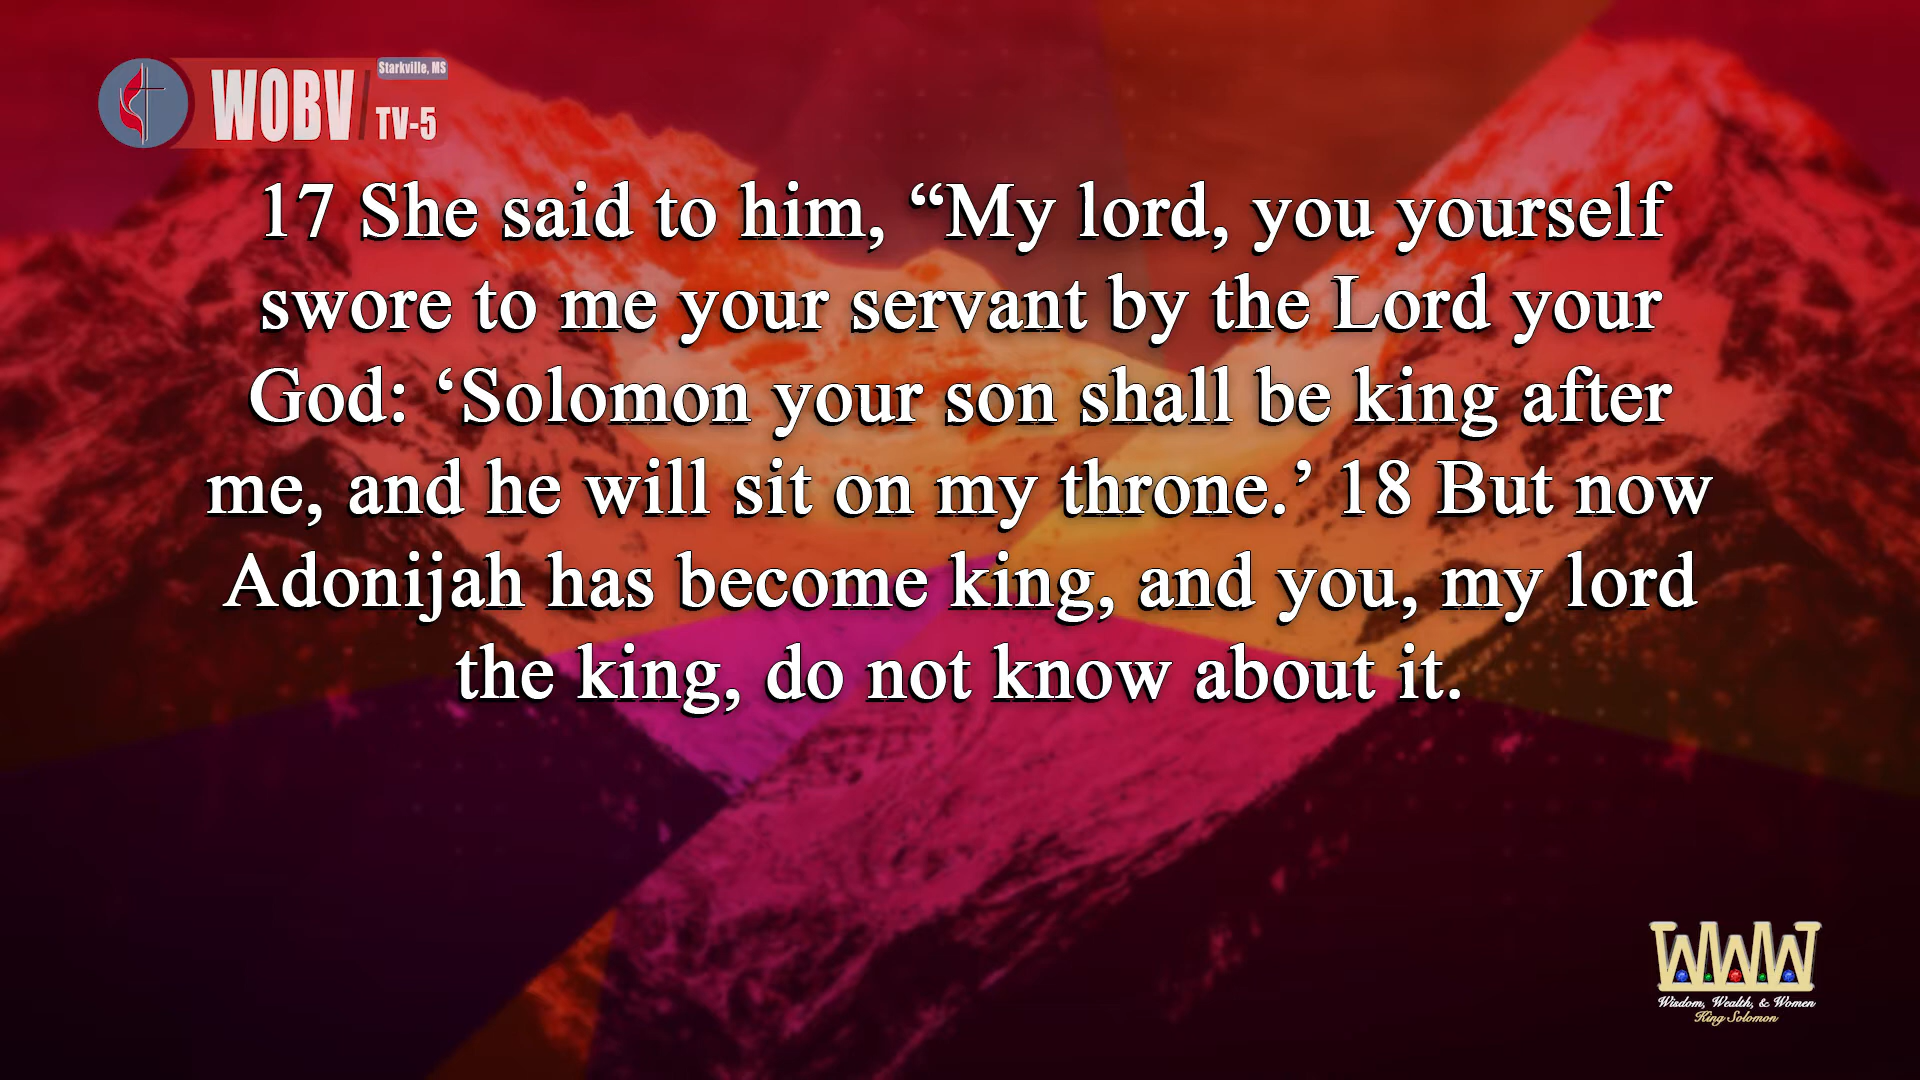 Starkville, MS
WOBV
TV-5
17 She said to him, “My lord, you yourself
swore to me your servant by the Lord your
God: ‘Solomon your son shall be king after
me, and he will sit on my throne.’ 18 But now
Adonijah has become king, and you, my lord
the king, do not know about it.
WWW
Wisdom, Wealth, & Women
King Solomon